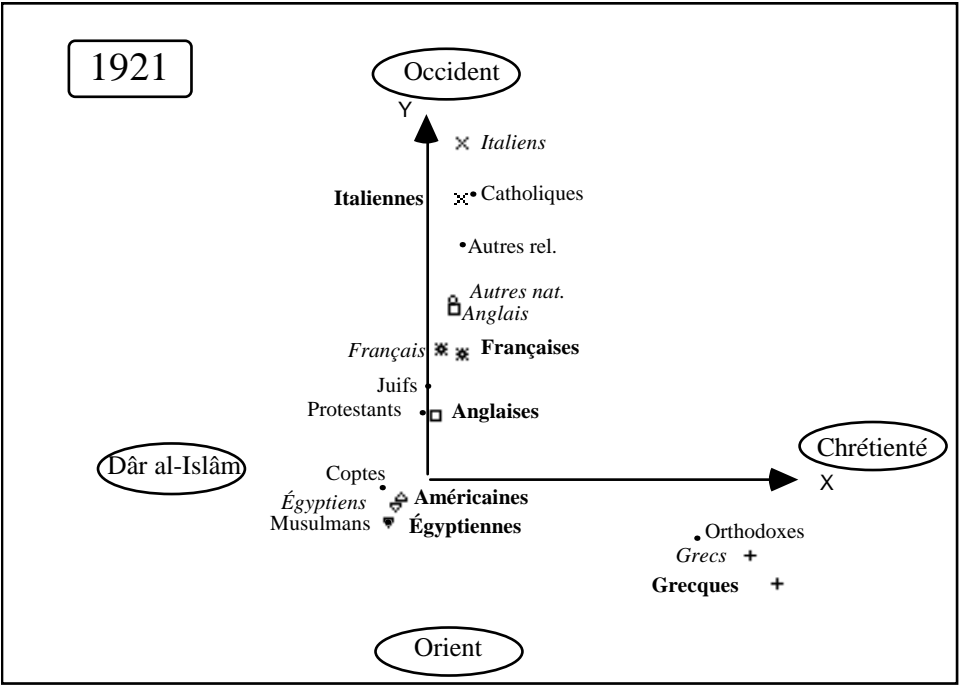 1921
Occident
Y
Italiens
Italiennes
Catholiques
Autres rel.
Autres nat.
Anglais
Français
Françaises
Juifs
Protestants
Anglaises
Dâr al-Islâm
Chrétienté
X
Coptes
Égyptiens
Américaines
Musulmans
Égyptiennes
Orthodoxes
Grecs
Grecques
Orient